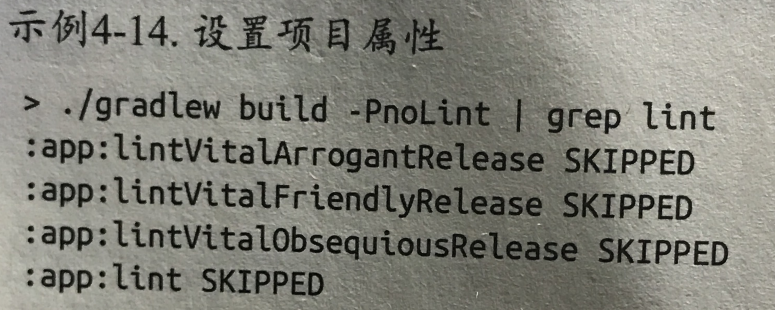 示例4-14. 设置项目属性
> ./gradlew build -PnoLint | grep lint
:app:lintVitalArrogantRelease SKIPPED
:app:lintVitalFriendlyRelease SKIPPED
:app:lintVitalObsequiousRelease SKIPPED
:app:lint SKIPPED